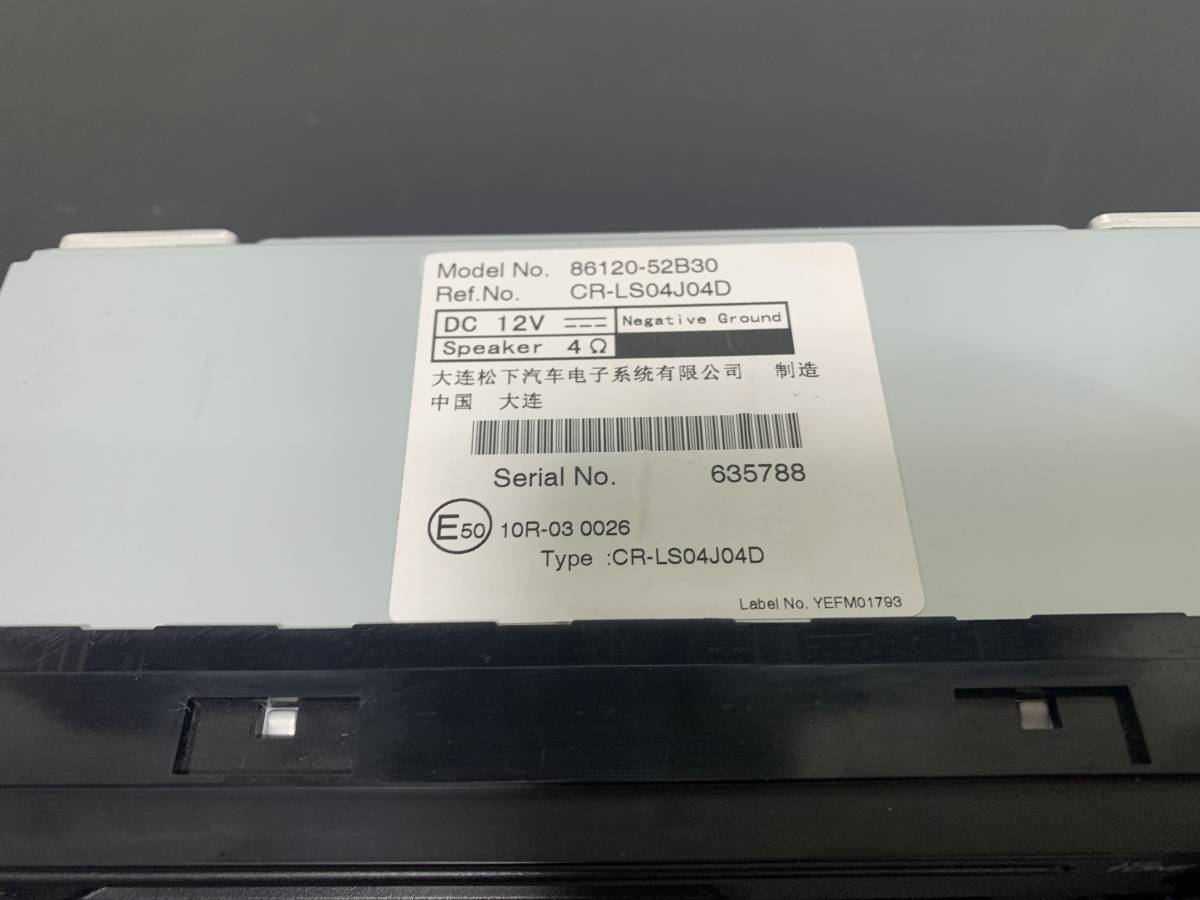 Model No. 86120-52B30
Ref.No. CR-LS04J04D
DC 12V Negative Ground
Speaker 4Ω
大连松下汽车电子系统有限公司 制造
中国 大连
Serial No. 635788
E50 10R-03 0026
Type :CR-LS04J04D
Label No. YEFM01793